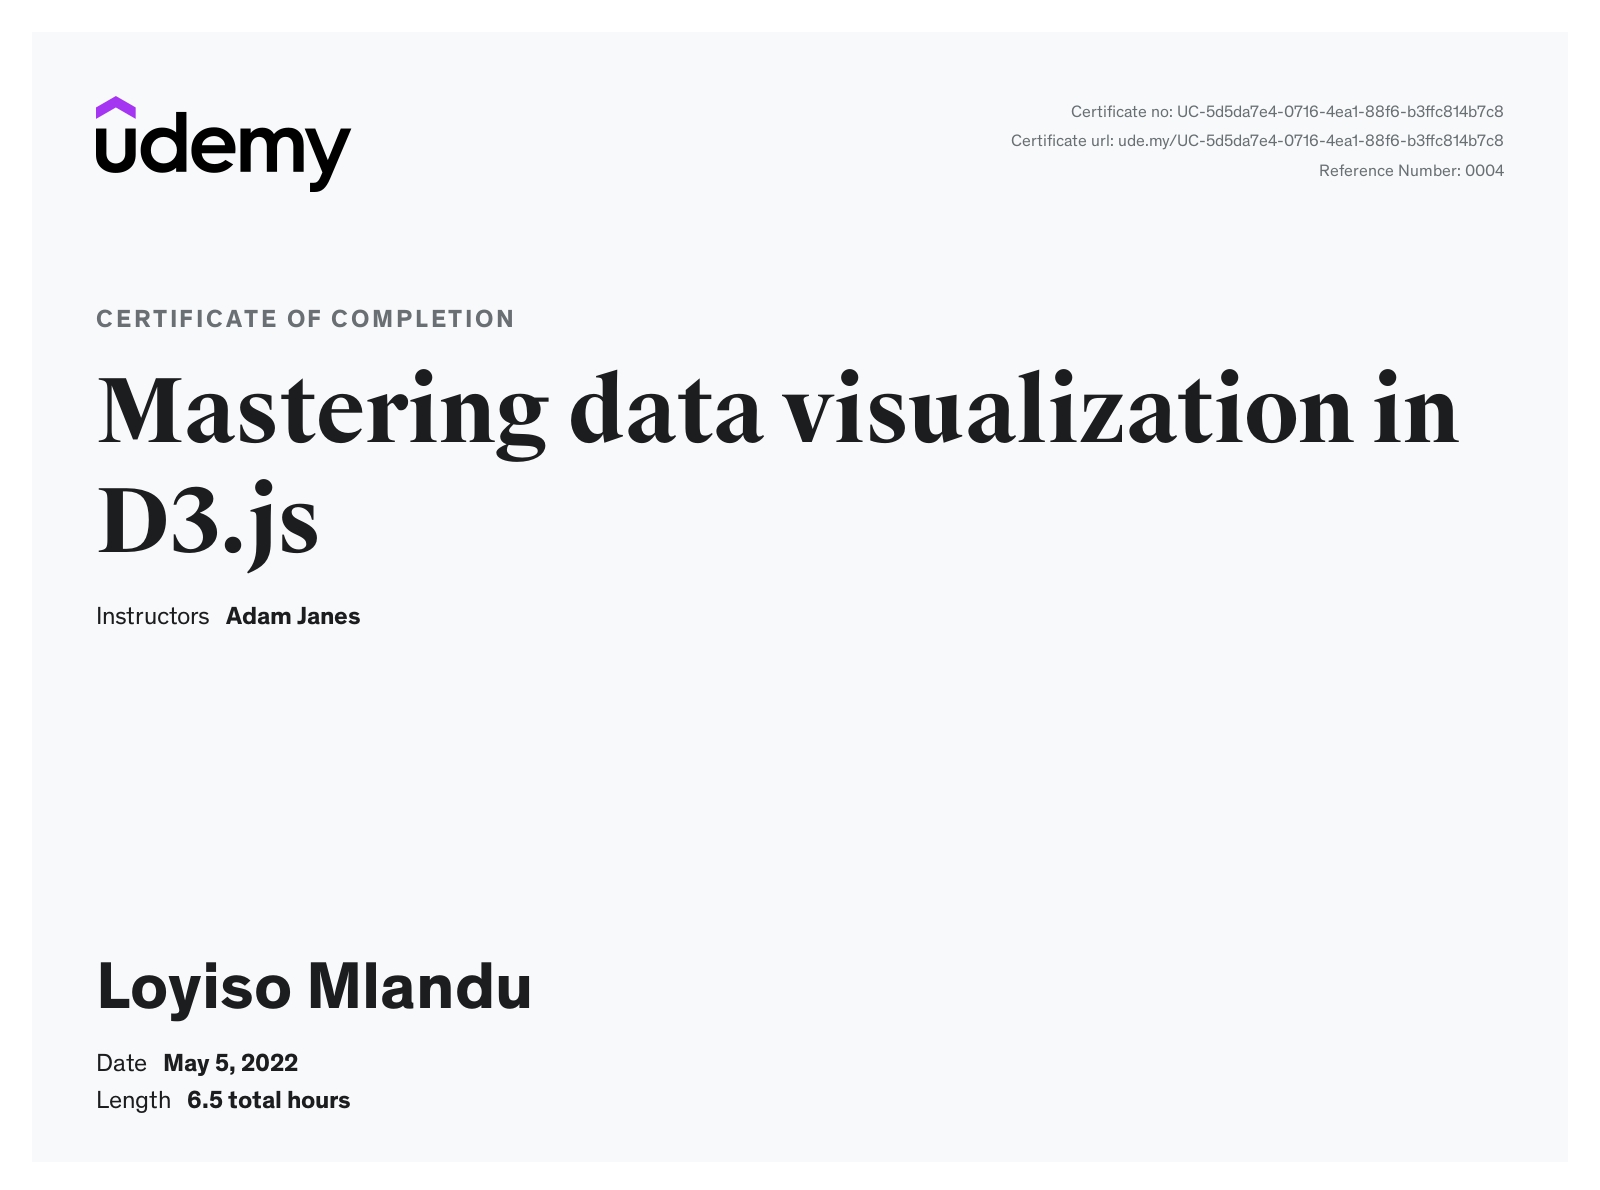 udemy
Certificate no: UC-5d5da7e4-0716-4ea1-88f6-b3ffc814b7c8
Certificate url: ude.my/UC-5d5da7e4-0716-4ea1-88f6-b3ffc814b7c8
Reference Number: 0004
CERTIFICATE OF COMPLETION
Mastering data visualization in
D3.js
Instructors Adam Janes
Loyiso Mlandu
Date May 5, 2022
Length 6.5 total hours